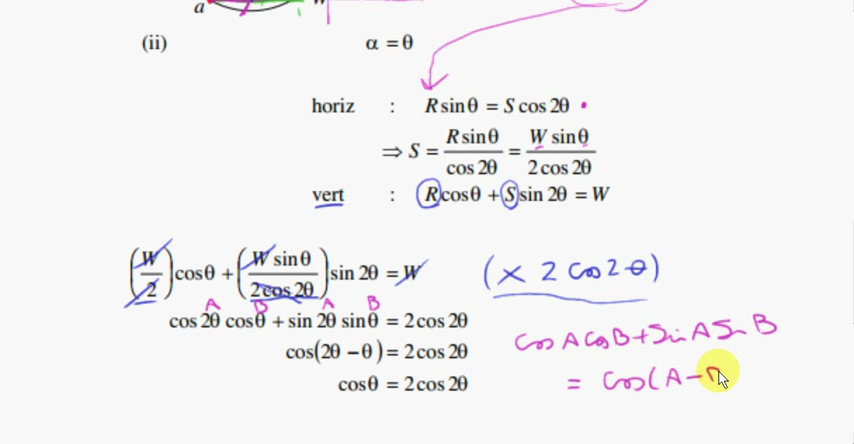 a
(ii) α = θ
horiz : R sin θ = S cos 2θ
⇒ S = R sin θ / cos 2θ = W sin θ / 2 cos 2θ
vert : R cos θ + S sin 2θ = W
(W/2) cos θ + (W sin θ / 2 cos 2θ) sin 2θ = W (× 2 cos 2θ)
A B A B
cos 2θ cos θ + sin 2θ sin θ = 2 cos 2θ
cos A cos B + Sin A Sin B
cos(2θ − θ) = 2 cos 2θ
= cos(A −
cos θ = 2 cos 2θ